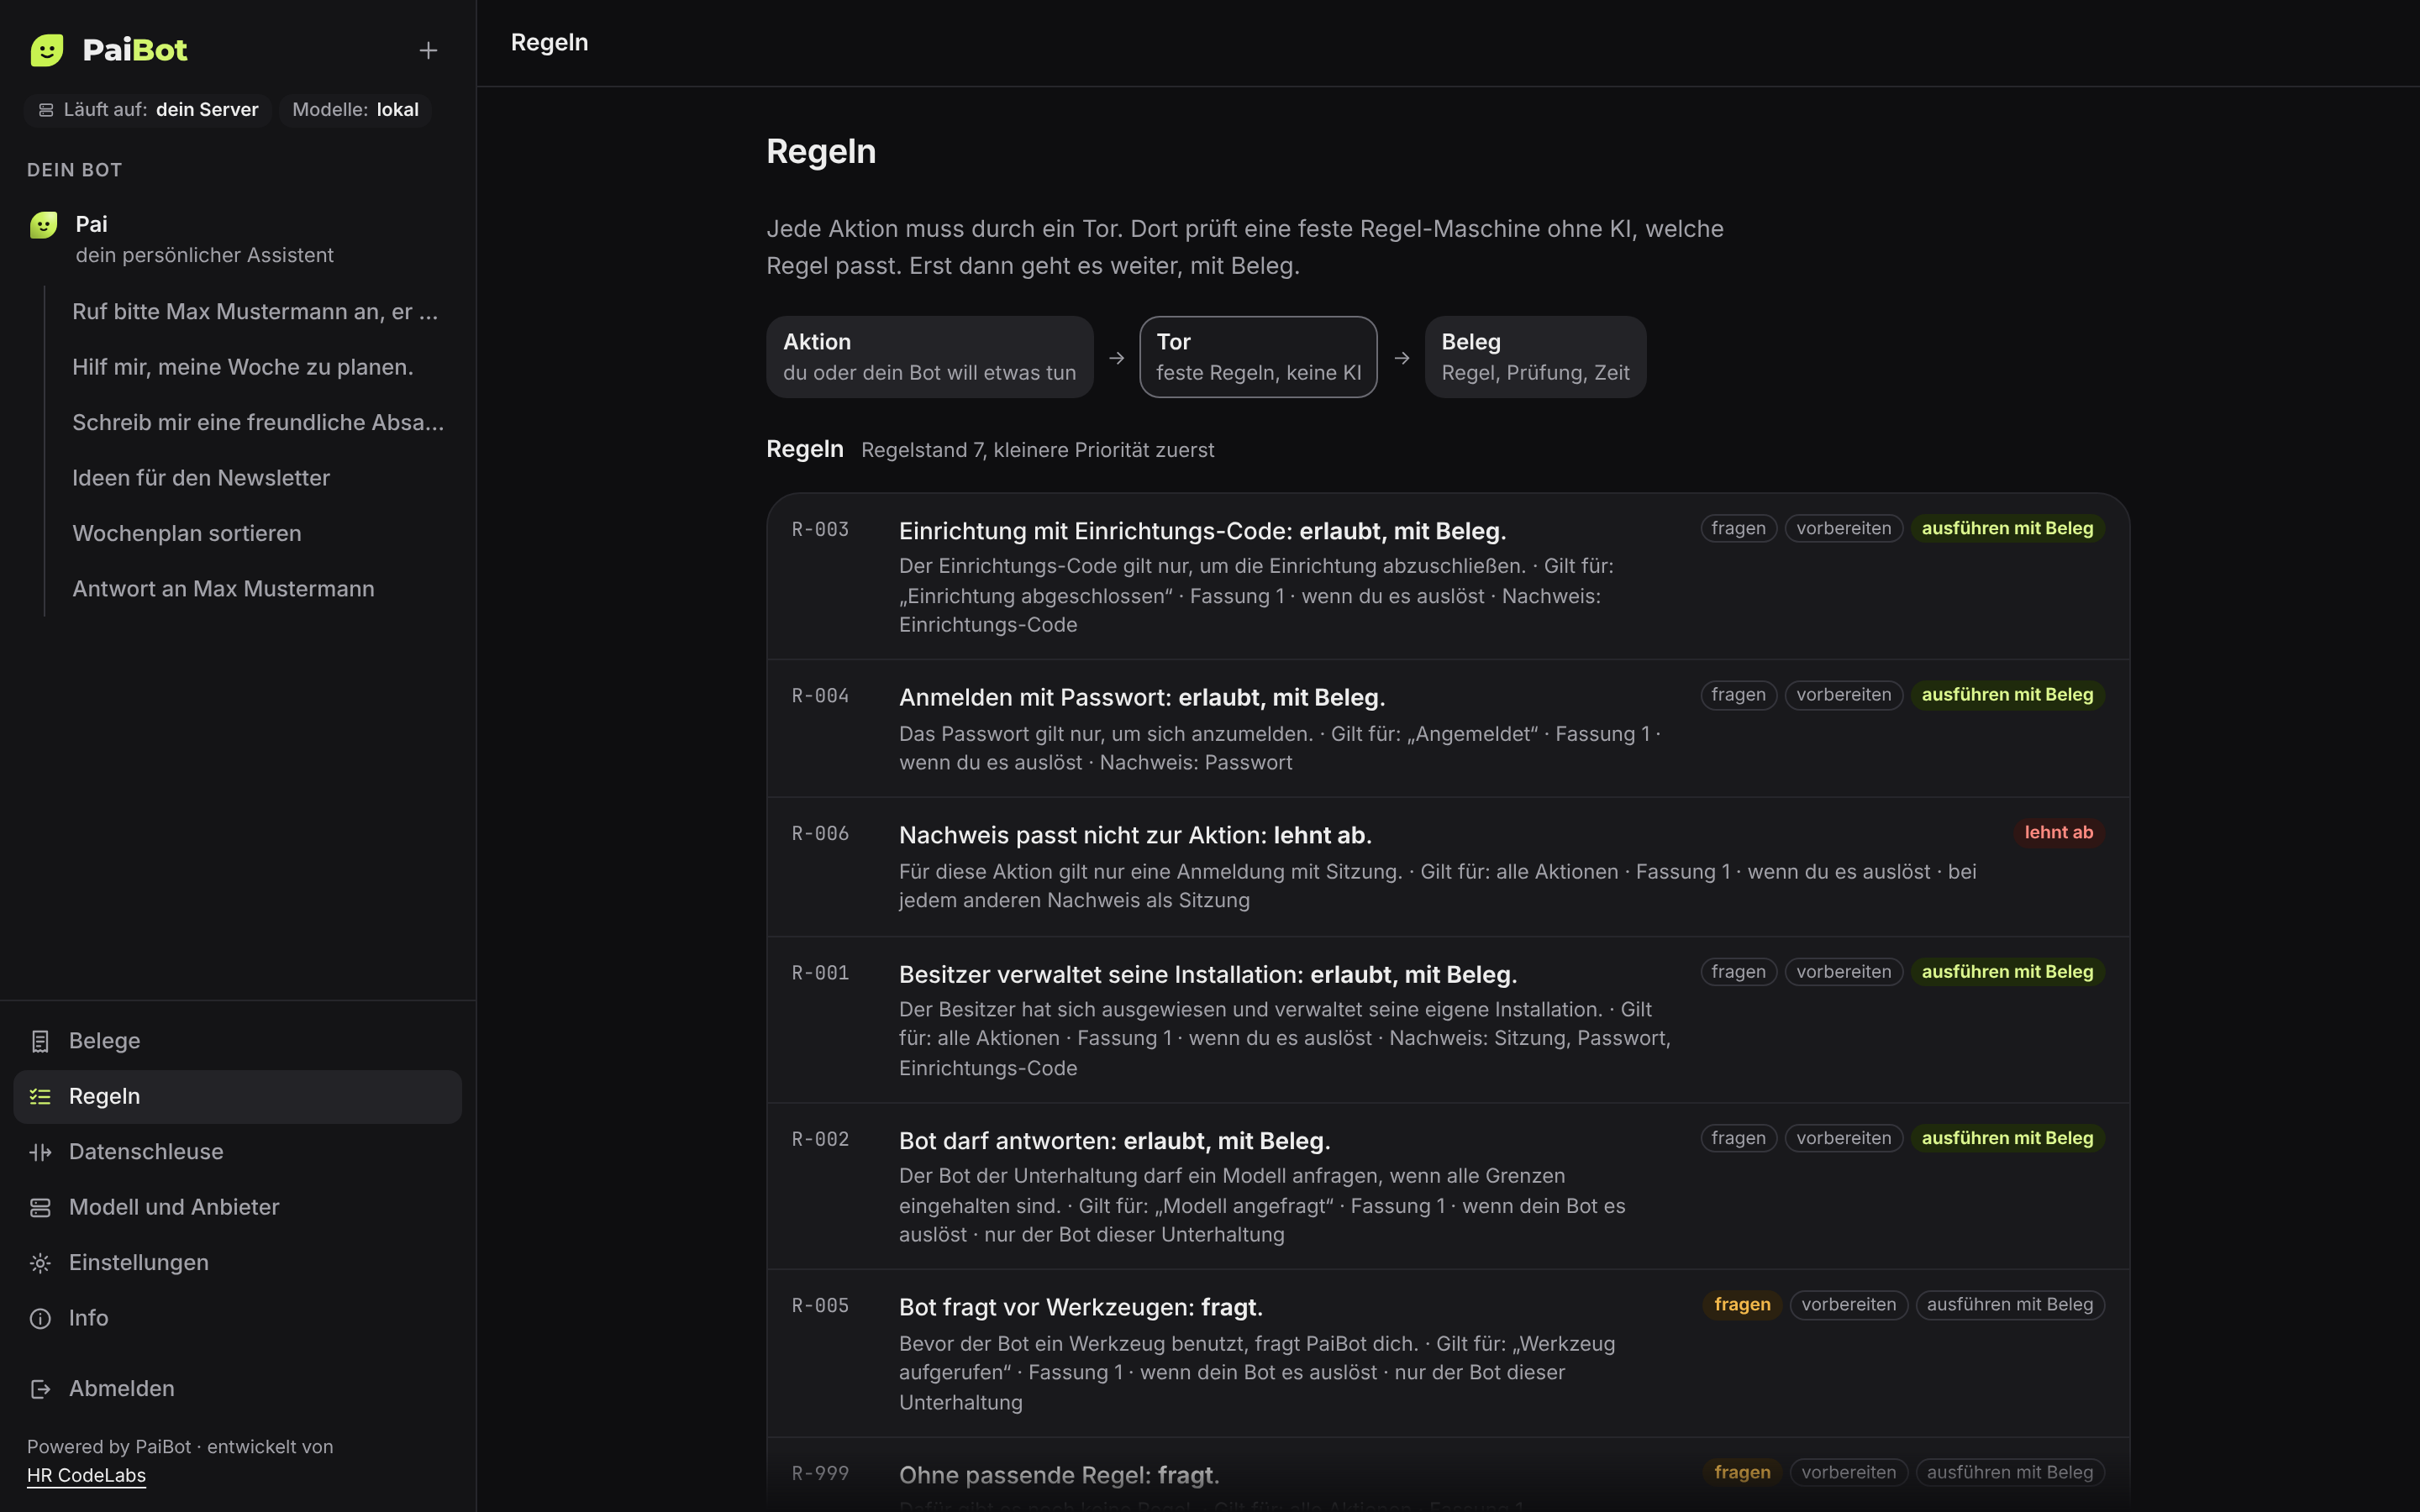 PaiBot
Läuft auf: dein Server
Modelle: lokal
DEIN BOT
Pai
dein persönlicher Assistent
Ruf bitte Max Mustermann an, er ...
Hilf mir, meine Woche zu planen.
Schreib mir eine freundliche Absa...
Ideen für den Newsletter
Wochenplan sortieren
Antwort an Max Mustermann
Belege
Regeln
Datenschleuse
Modell und Anbieter
Einstellungen
Info
Abmelden
Powered by PaiBot · entwickelt von
HR CodeLabs
Regeln
Regeln
Jede Aktion muss durch ein Tor. Dort prüft eine feste Regel-Maschine ohne KI, welche
Regel passt. Erst dann geht es weiter, mit Beleg.
Aktion
du oder dein Bot will etwas tun
→
Tor
feste Regeln, keine KI
→
Beleg
Regel, Prüfung, Zeit
Regeln Regelstand 7, kleinere Priorität zuerst
R-003 Einrichtung mit Einrichtungs-Code: erlaubt, mit Beleg. fragen vorbereiten ausführen mit Beleg
Der Einrichtungs-Code gilt nur, um die Einrichtung abzuschließen. · Gilt für:
„Einrichtung abgeschlossen“ · Fassung 1 · wenn du es auslöst · Nachweis:
Einrichtungs-Code
R-004 Anmelden mit Passwort: erlaubt, mit Beleg. fragen vorbereiten ausführen mit Beleg
Das Passwort gilt nur, um sich anzumelden. · Gilt für: „Angemeldet“ · Fassung 1 ·
wenn du es auslöst · Nachweis: Passwort
R-006 Nachweis passt nicht zur Aktion: lehnt ab. lehnt ab
Für diese Aktion gilt nur eine Anmeldung mit Sitzung. · Gilt für: alle Aktionen · Fassung 1 · wenn du es auslöst · bei
jedem anderen Nachweis als Sitzung
R-001 Besitzer verwaltet seine Installation: erlaubt, mit Beleg. fragen vorbereiten ausführen mit Beleg
Der Besitzer hat sich ausgewiesen und verwaltet seine eigene Installation. · Gilt
für: alle Aktionen · Fassung 1 · wenn du es auslöst · Nachweis: Sitzung, Passwort,
Einrichtungs-Code
R-002 Bot darf antworten: erlaubt, mit Beleg. fragen vorbereiten ausführen mit Beleg
Der Bot der Unterhaltung darf ein Modell anfragen, wenn alle Grenzen
eingehalten sind. · Gilt für: „Modell angefragt“ · Fassung 1 · wenn dein Bot es
auslöst · nur der Bot dieser Unterhaltung
R-005 Bot fragt vor Werkzeugen: fragt. fragen vorbereiten ausführen mit Beleg
Bevor der Bot ein Werkzeug benutzt, fragt PaiBot dich. · Gilt für: „Werkzeug
aufgerufen“ · Fassung 1 · wenn dein Bot es auslöst · nur der Bot dieser
Unterhaltung
R-999 Ohne passende Regel: fragt. fragen vorbereiten ausführen mit Beleg
Dafür gibt es noch keine Regel. · Gilt für: alle Aktionen · Fassung 1